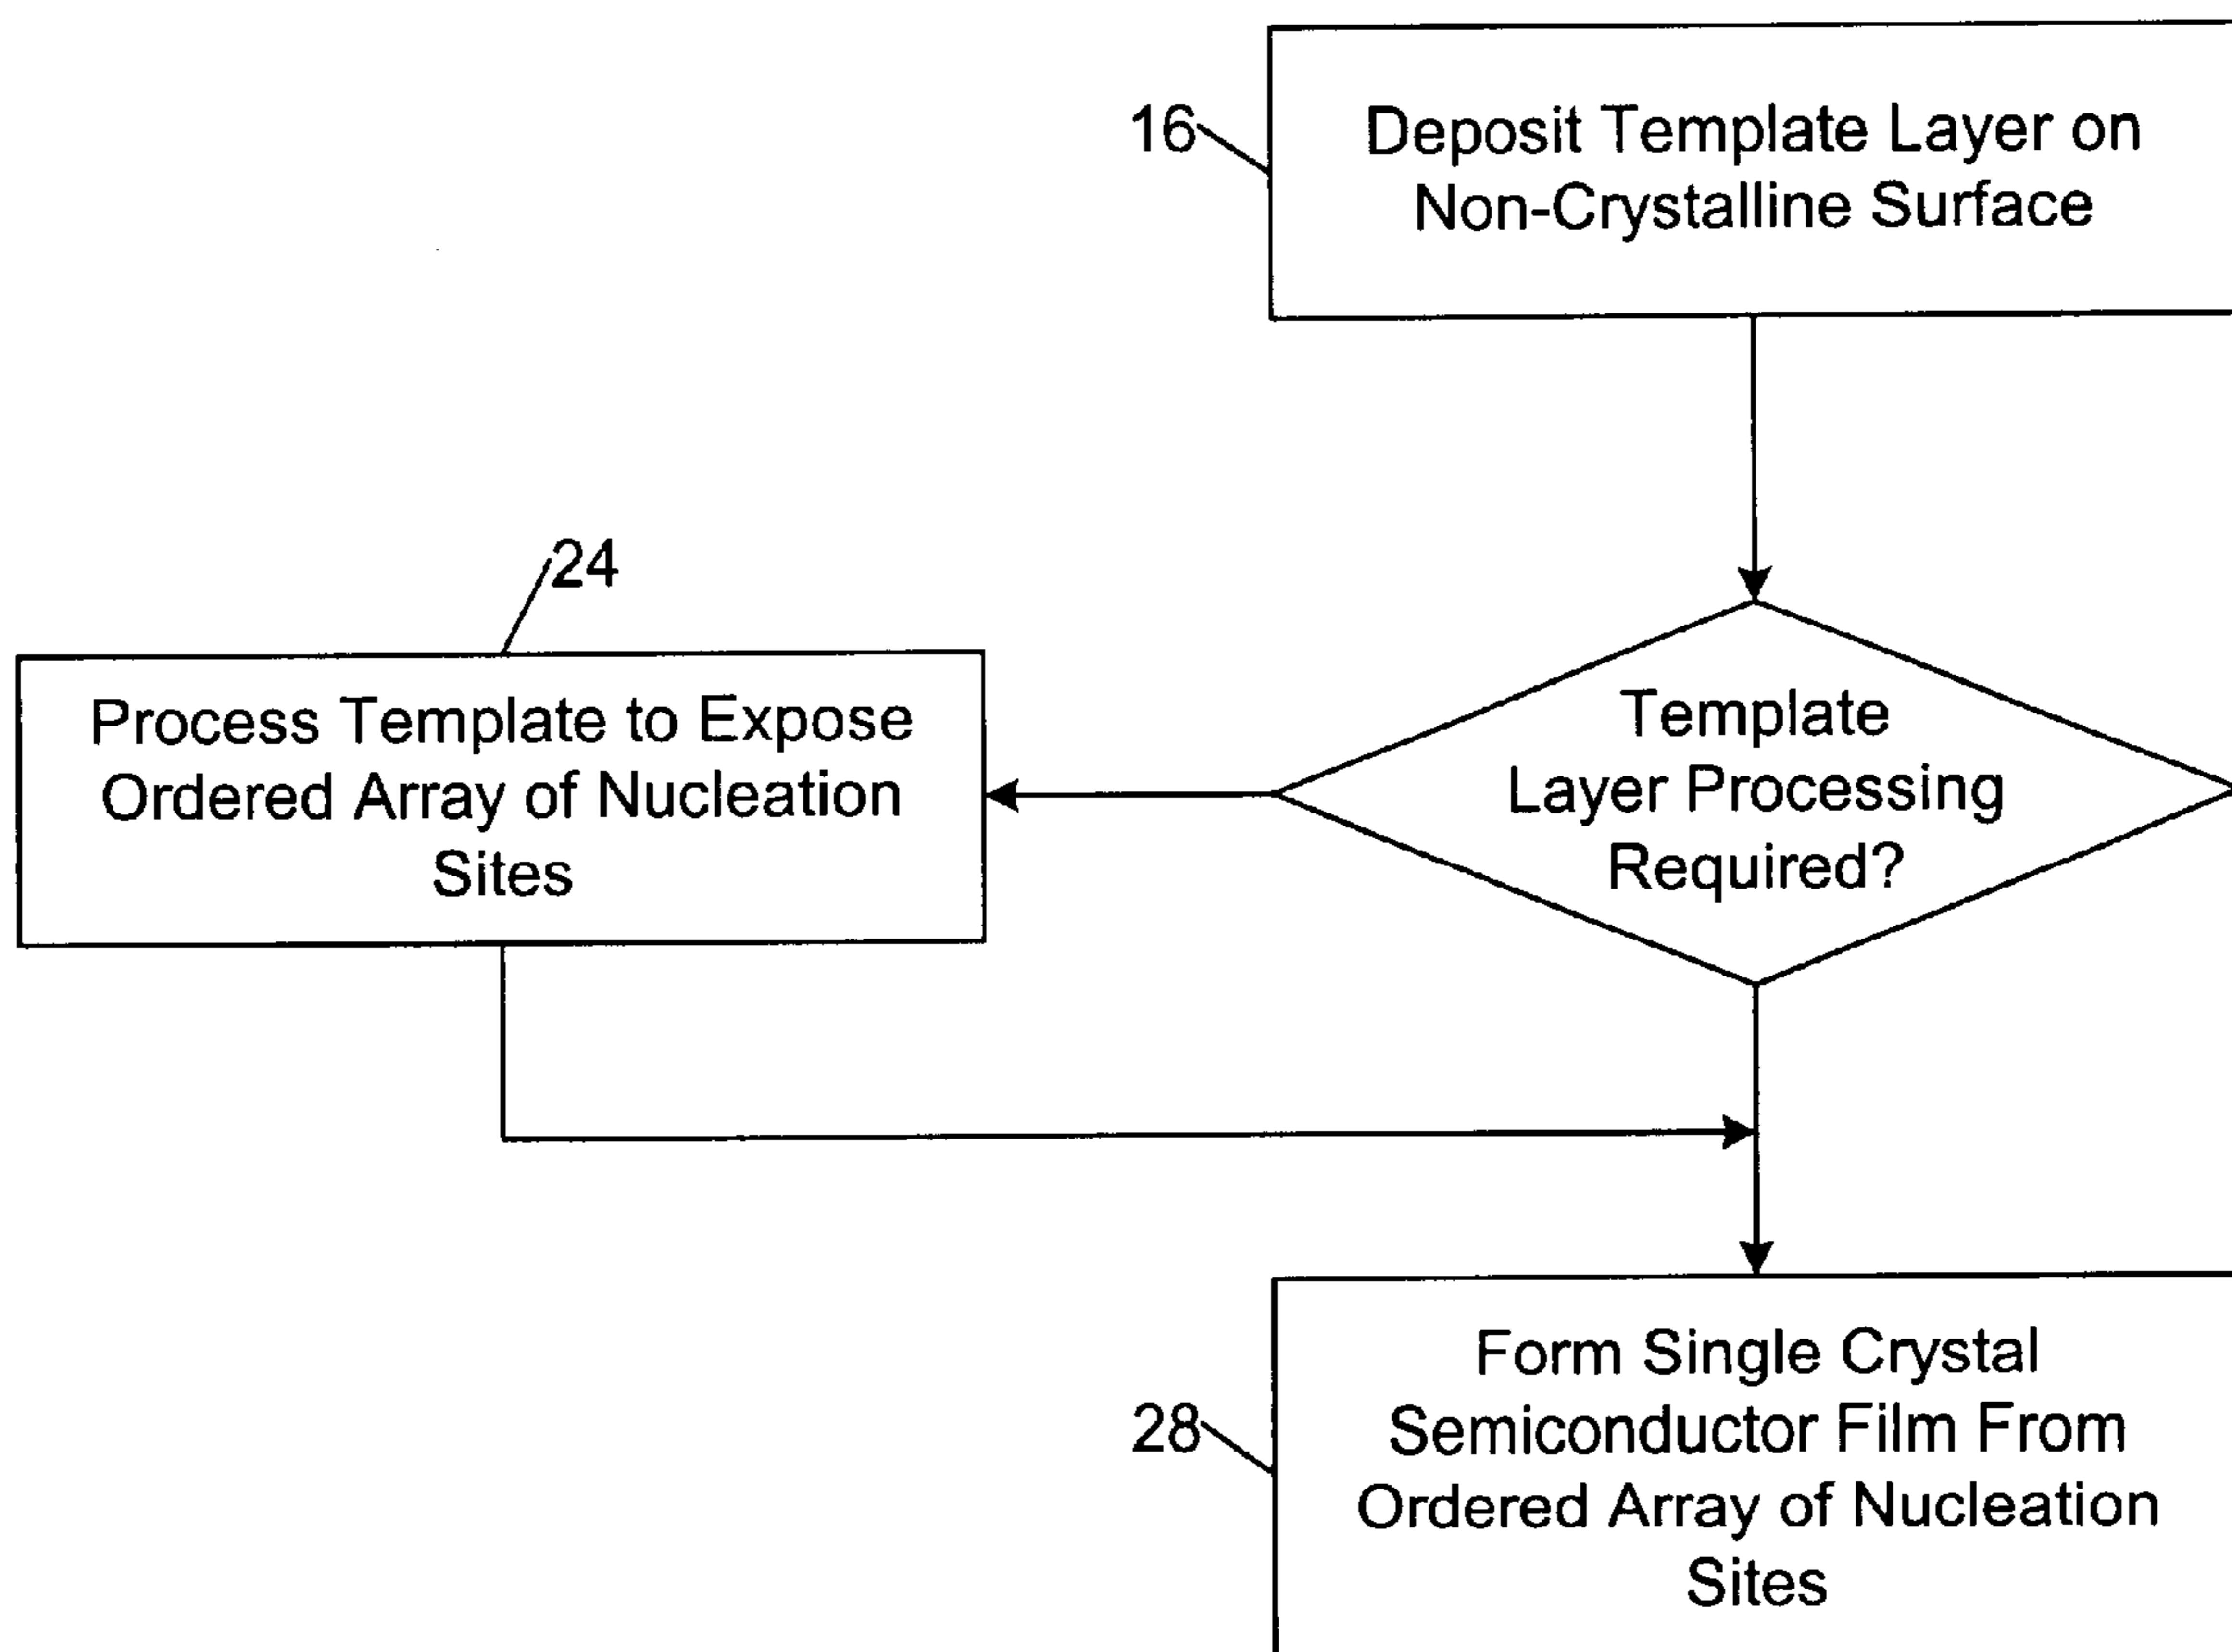 16
Deposit Template Layer on
Non-Crystalline Surface
24
Process Template to Expose
Ordered Array of Nucleation
Sites
Template
Layer Processing
Required?
28
Form Single Crystal
Semiconductor Film From
Ordered Array of Nucleation
Sites